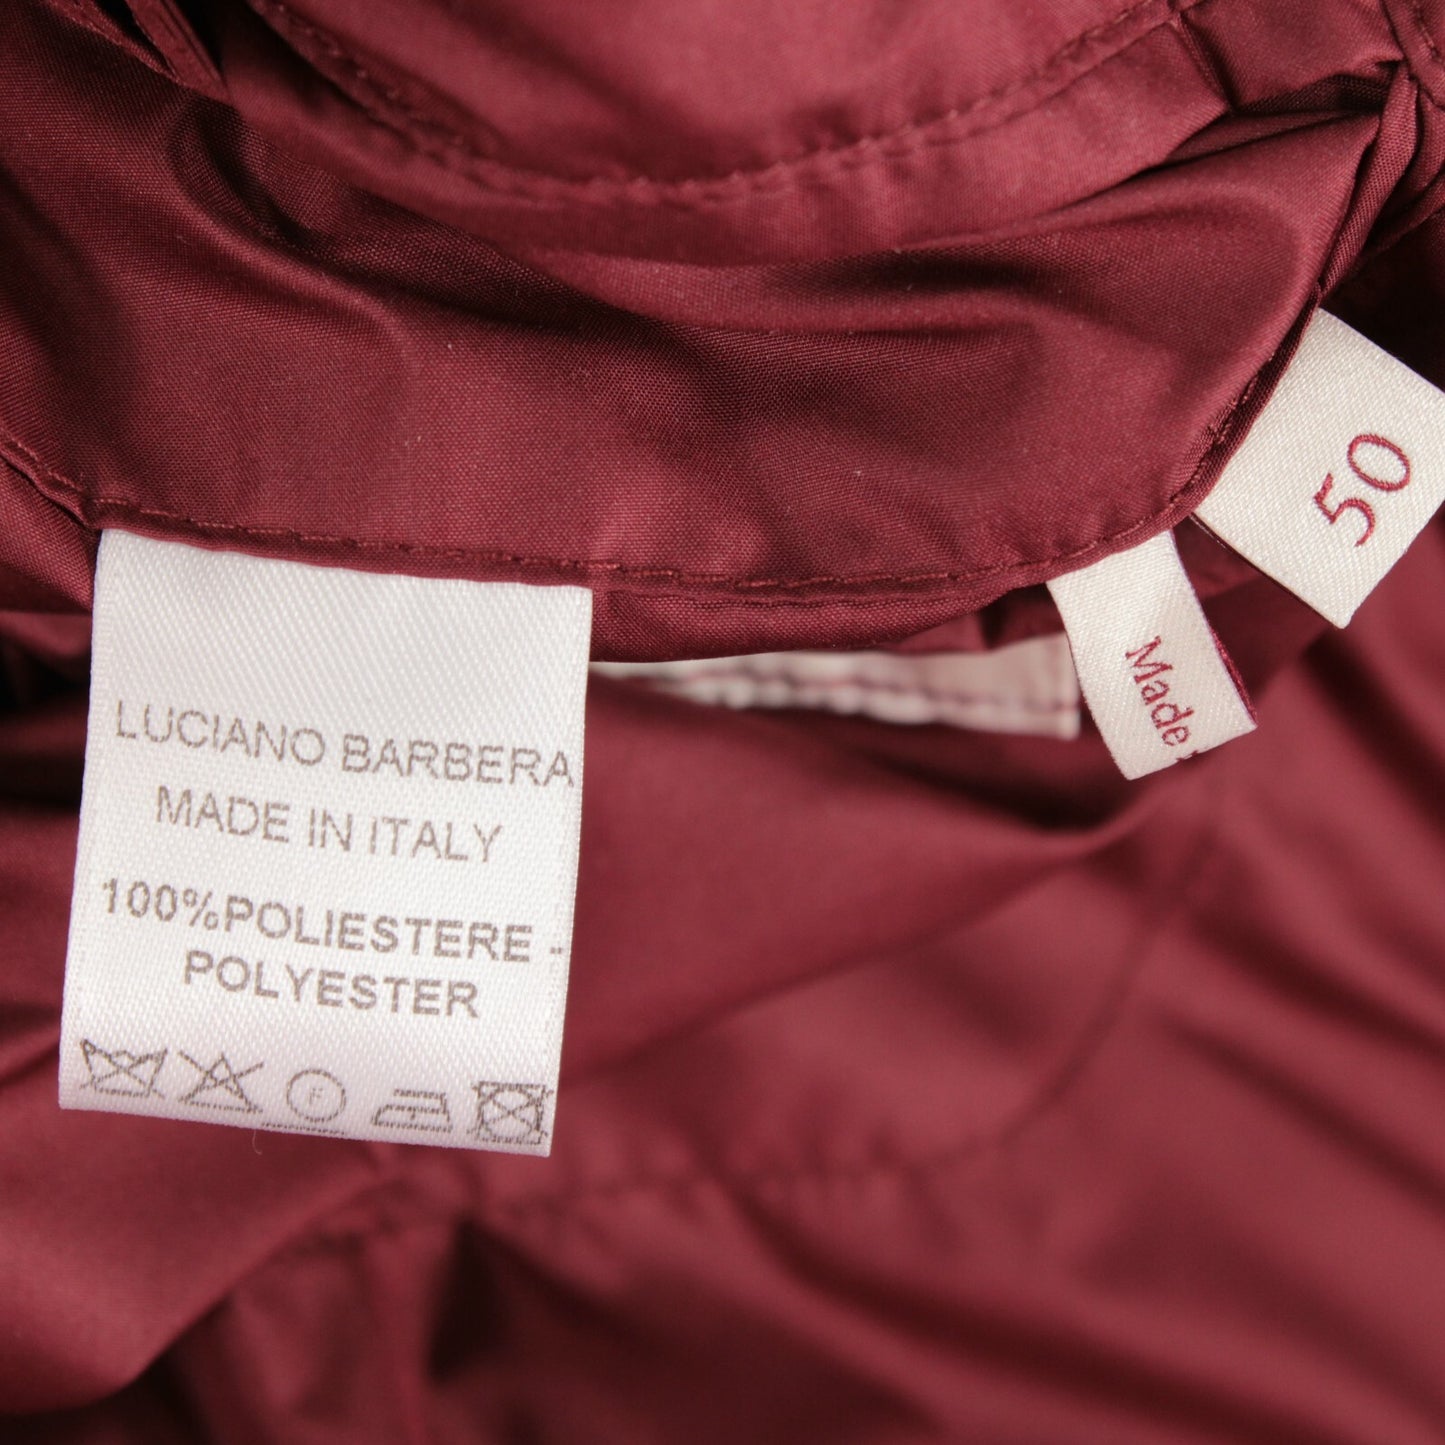 LUCIANO BARBERA
MADE IN ITALY
100%POLIESTERE -
POLYESTER
F
Made
50